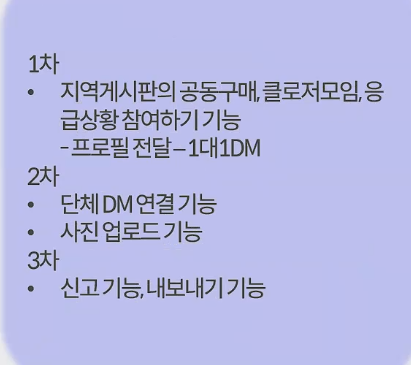 1차
• 지역게시판의 공동구매, 클로저모임, 응
급상황 참여하기 기능
- 프로필 전달 – 1대1DM
2차
• 단체 DM 연결 기능
• 사진 업로드 기능
3차
• 신고 기능, 내보내기 기능